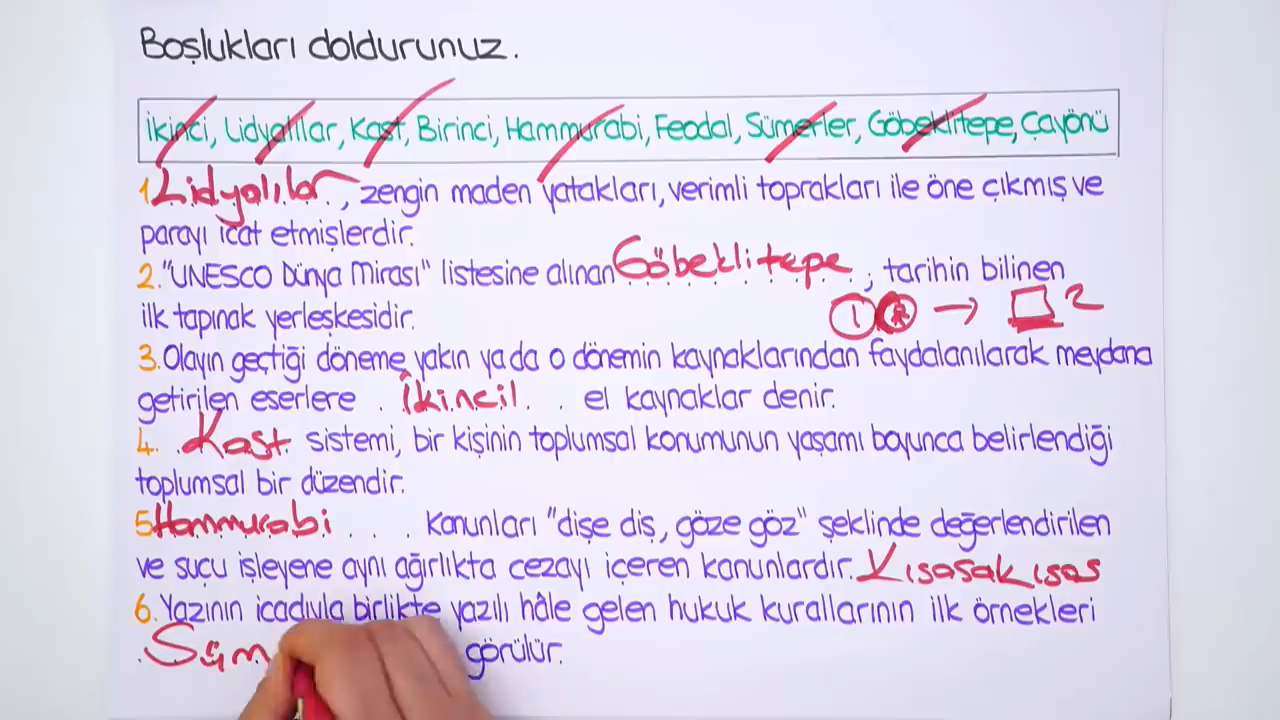 Boşlukları doldurunuz.
İkinci, Lidyalılar, Kast, Birinci, Hammurabi, Feodal, Sümerler, Göbeklitepe, Çayönü
1. Lidyalılar, zengin maden yatakları, verimli toprakları ile öne çıkmış ve
parayı icat etmişlerdir.
2. "UNESCO Dünya Mirası" listesine alınan Göbeklitepe, tarihin bilinen
ilk tapınak yerleşkesidir.
1 → 2
3. Olayın geçtiği döneme yakın ya da o dönemin kaynaklarından faydalanılarak meydana
getirilen eserlere . İkincil . . el kaynaklar denir.
4. Kast sistemi, bir kişinin toplumsal konumunun yaşamı boyunca belirlendiği
toplumsal bir düzendir.
5. Hammurabi . . . kanunları "dişe diş, göze göz" şeklinde değerlendirilen
ve suçu işleyene aynı ağırlıkta cezayı içeren kanunlardır. Kısasakısas
6. Yazının icadıyla birlikte yazılı hâle gelen hukuk kurallarının ilk örnekleri
Süm görülür.